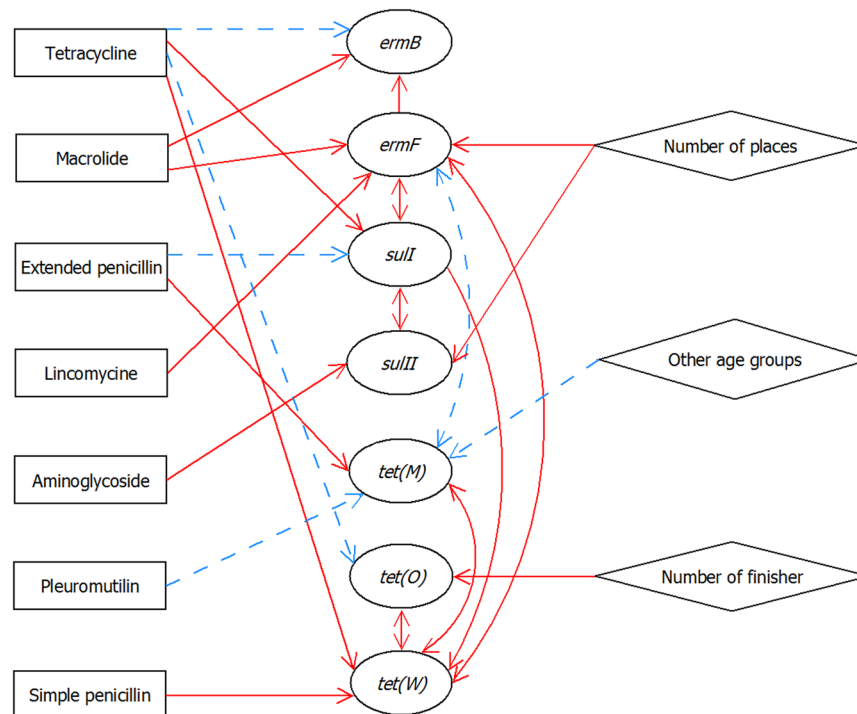 Tetracycline
ermB
Macrolide
ermF
Number of places
Extended penicillin
sulI
Lincomycine
sulII
Other age groups
Aminoglycoside
tet(M)
Pleuromutilin
tet(O)
Number of finisher
Simple penicillin
tet(W)